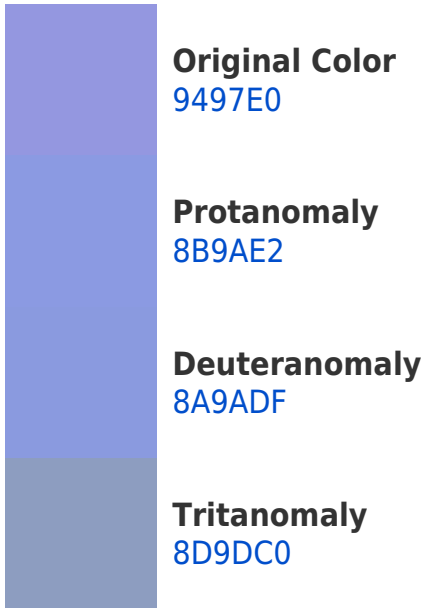 Original Color
9497E0
Protanomaly
8B9AE2
Deuteranomaly
8A9ADF
Tritanomaly
8D9DC0